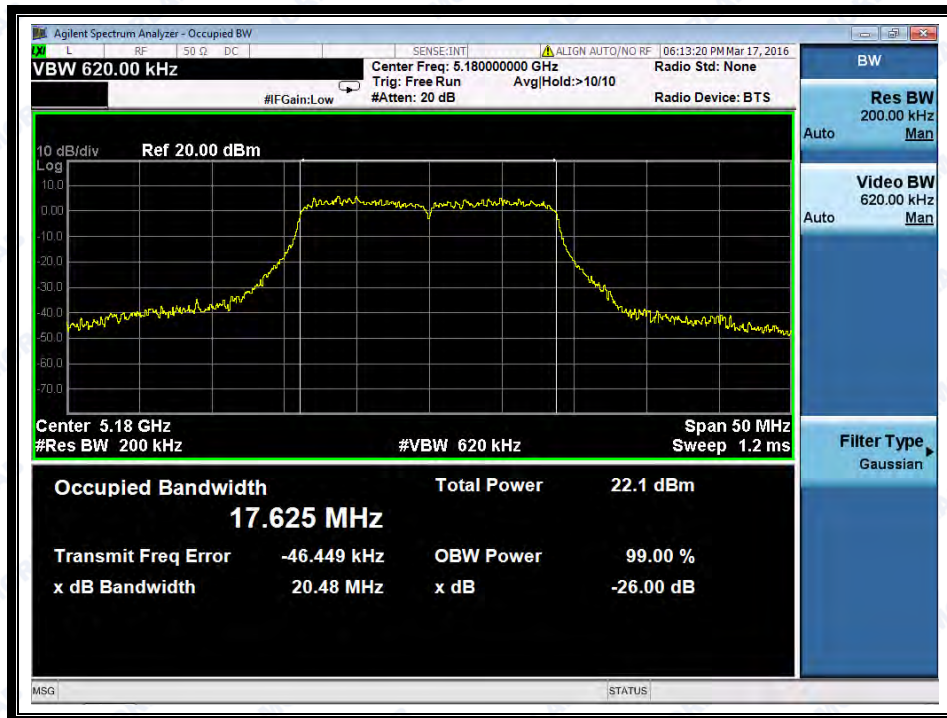 Agilent Spectrum Analyzer - Occupied BW
LXI L RF 50 Ω DC SENSE:INT ALIGN AUTO/NO RF 06:13:20 PM Mar 17, 2016
VBW 620.00 kHz
Center Freq: 5.180000000 GHz Radio Std: None
Trig: Free Run Avg|Hold:>10/10
#IFGain:Low #Atten: 20 dB Radio Device: BTS
10 dB/div Ref 20.00 dBm
Log
10.0
0.00
-10.0
-20.0
-30.0
-40.0
-50.0
-60.0
-70.0
Center 5.18 GHz Span 50 MHz
#Res BW 200 kHz #VBW 620 kHz Sweep 1.2 ms
Occupied Bandwidth Total Power 22.1 dBm
17.625 MHz
Transmit Freq Error -46.449 kHz OBW Power 99.00 %
x dB Bandwidth 20.48 MHz x dB -26.00 dB
MSG STATUS
BW
Res BW
200.00 kHz
Auto Man
Video BW
620.00 kHz
Auto Man
Filter Type
Gaussian